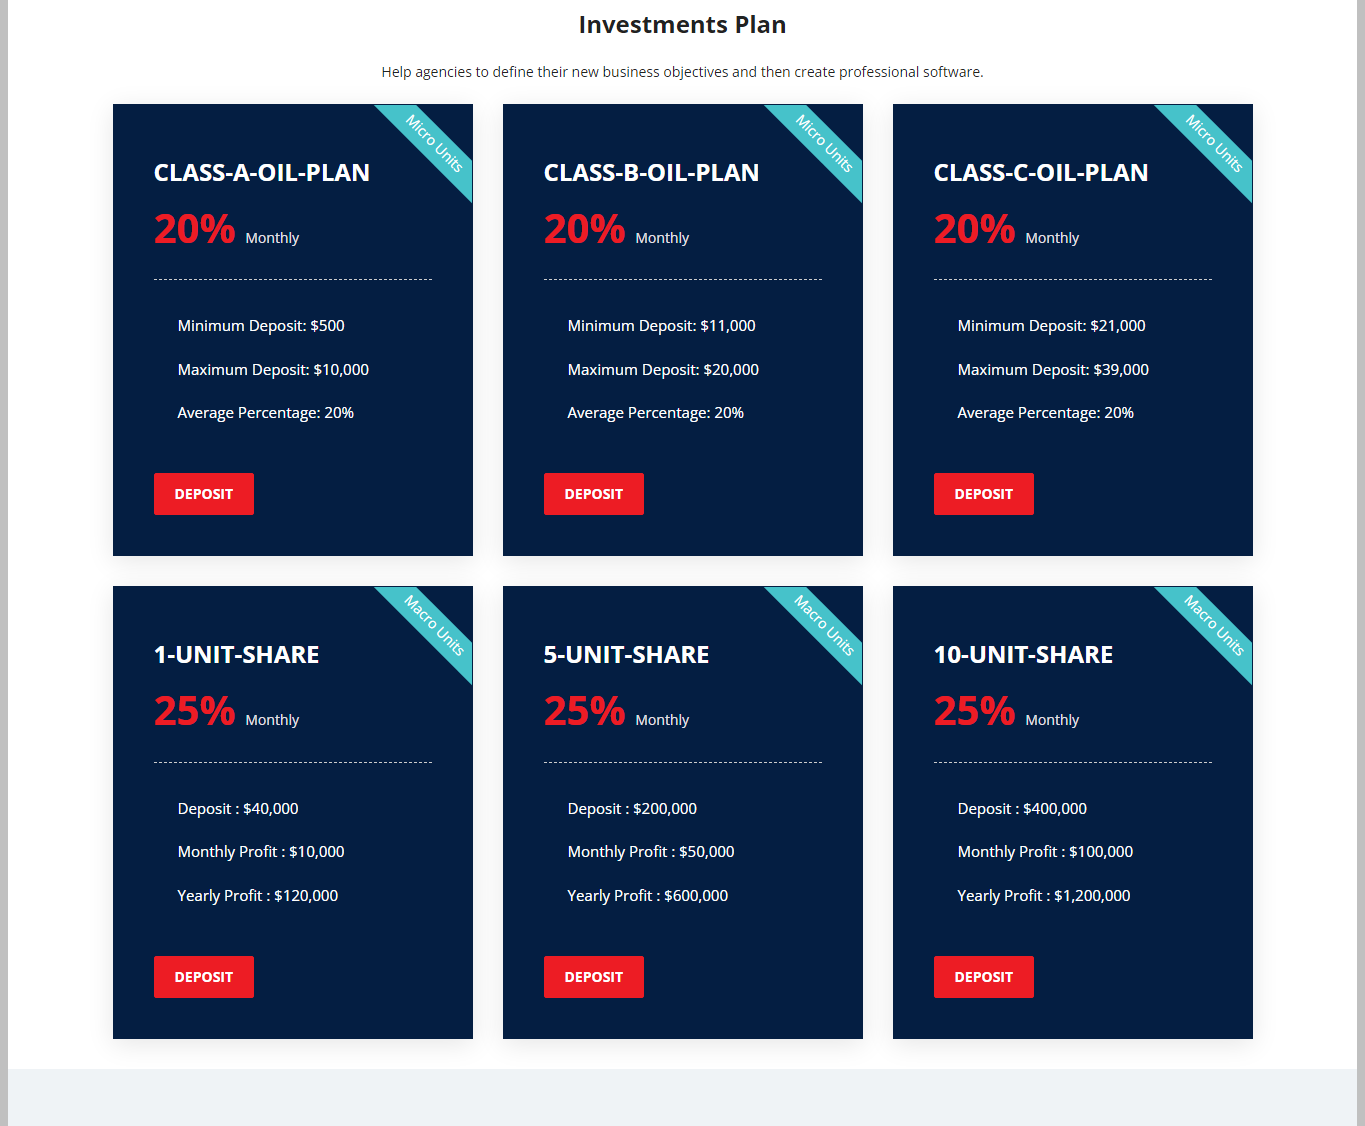 Investments Plan
Help agencies to define their new business objectives and then create professional software.
Micro Units
CLASS-A-OIL-PLAN
20% Monthly
Minimum Deposit: $500
Maximum Deposit: $10,000
Average Percentage: 20%
DEPOSIT
Micro Units
CLASS-B-OIL-PLAN
20% Monthly
Minimum Deposit: $11,000
Maximum Deposit: $20,000
Average Percentage: 20%
DEPOSIT
Micro Units
CLASS-C-OIL-PLAN
20% Monthly
Minimum Deposit: $21,000
Maximum Deposit: $39,000
Average Percentage: 20%
DEPOSIT
Macro Units
1-UNIT-SHARE
25% Monthly
Deposit : $40,000
Monthly Profit : $10,000
Yearly Profit : $120,000
DEPOSIT
Macro Units
5-UNIT-SHARE
25% Monthly
Deposit : $200,000
Monthly Profit : $50,000
Yearly Profit : $600,000
DEPOSIT
Macro Units
10-UNIT-SHARE
25% Monthly
Deposit : $400,000
Monthly Profit : $100,000
Yearly Profit : $1,200,000
DEPOSIT